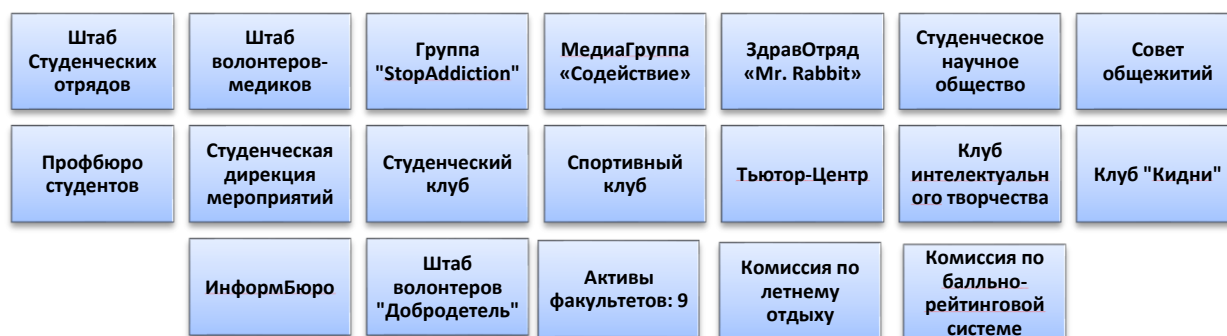 Штаб
Студенческих
отрядов
Штаб
волонтеров-
медиков
Группа
"StopAddiction"
МедиаГруппа
«Содействие»
ЗдравОтряд
«Mr. Rabbit»
Студенческое
научное
общество
Совет
общежитий
Профбюро
студентов
Студенческая
дирекция
мероприятий
Студенческий
клуб
Спортивный
клуб
Тьютор-Центр
Клуб
интелектуальн
ого творчества
Клуб "Кидни"
ИнформБюро
Штаб
волонтеров
"Добродетель"
Активы
факультетов: 9
Комиссия по
летнему
отдыху
Комиссия по
балльно-
рейтинговой
системе